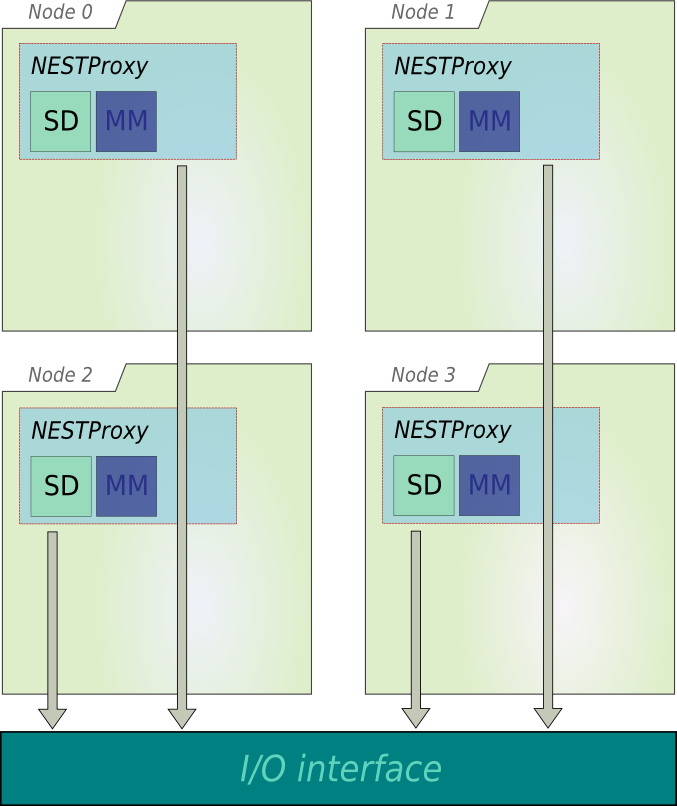 Node 0
NESTProxy
SD MM
Node 1
NESTProxy
SD MM
Node 2
NESTProxy
SD MM
Node 3
NESTProxy
SD MM
I/O interface